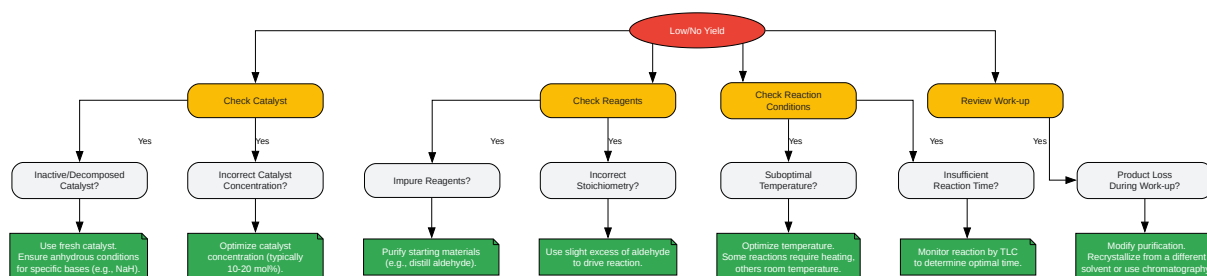 Low/No Yield
Check Catalyst
Check Reagents
Check Reaction
Conditions
Review Work-up
Yes
Yes
Yes
Yes
Yes
Yes
Yes
Inactive/Decomposed
Catalyst?
Incorrect Catalyst
Concentration?
Impure Reagents?
Incorrect
Stoichiometry?
Suboptimal
Temperature?
Insufficient
Reaction Time?
Product Loss
During Work-up?
Use fresh catalyst.
Ensure anhydrous conditions
for specific bases (e.g., NaH).
Optimize catalyst
concentration (typically
10-20 mol%).
Purify starting materials
(e.g., distill aldehyde).
Use slight excess of aldehyde
to drive reaction.
Optimize temperature.
Some reactions require heating,
others room temperature.
Monitor reaction by TLC
to determine optimal time.
Modify purification.
Recrystallize from a different
solvent or use chromatography.